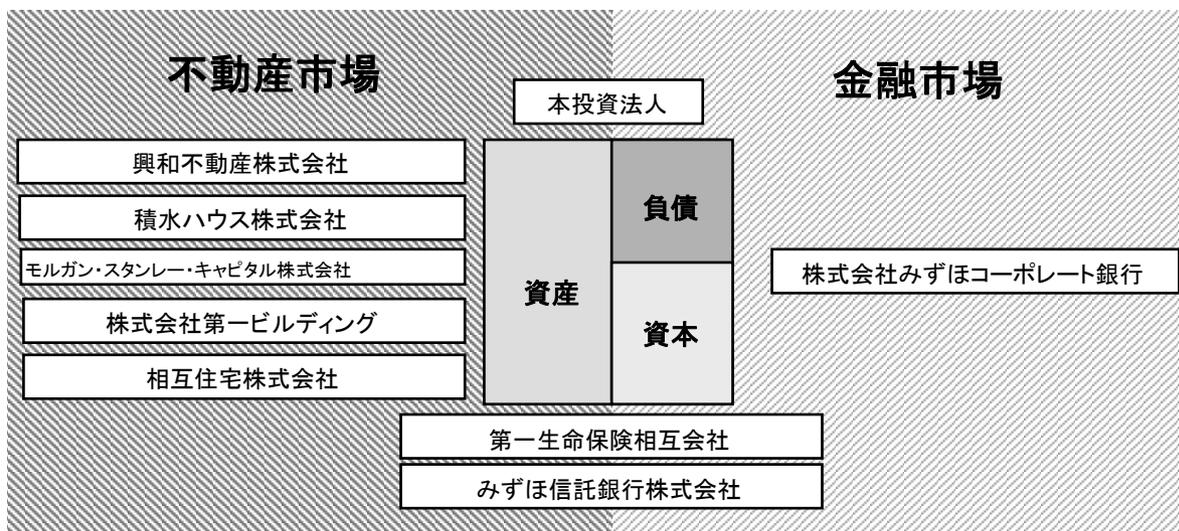 不動産市場
金融市場
本投資法人
興和不動産株式会社
積水ハウス株式会社
モルガン・スタンレー・キャピタル株式会社
株式会社第一ビルディング
相互住宅株式会社
資産
負債
資本
株式会社みずほコーポレート銀行
第一生命保険相互会社
みずほ信託銀行株式会社